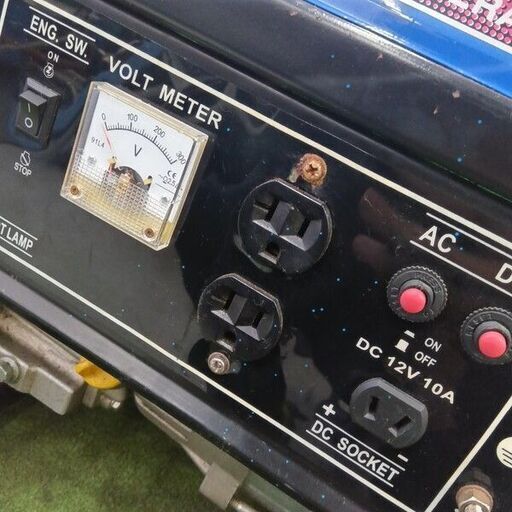 ENG. SW.
ON
STOP
VOLT METER
0 100 200 300
V
91L4
AC
ON
OFF
DC 12V 10A
+
DC SOCKET
-
LAMP